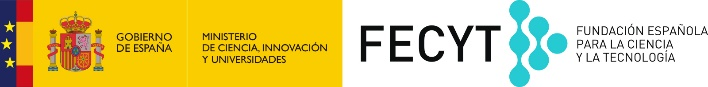 GOBIERNO
DE ESPAÑA
MINISTERIO
DE CIENCIA, INNOVACIÓN
Y UNIVERSIDADES
FECYT
FUNDACIÓN ESPAÑOLA
PARA LA CIENCIA
Y LA TECNOLOGÍA